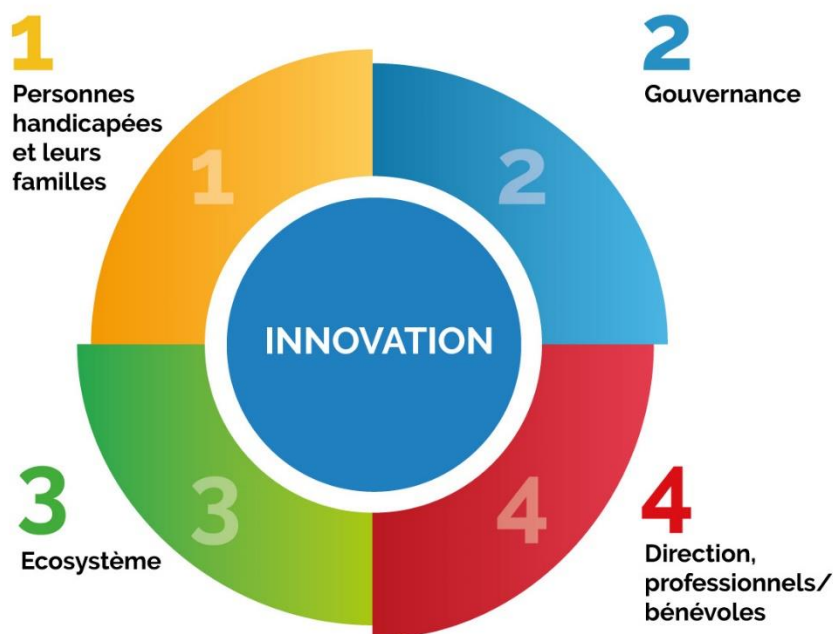 1
Personnes
handicapées
et leurs
familles
2
Gouvernance
1
2
INNOVATION
3
4
3
Ecosystème
4
Direction,
professionnels/
bénévoles